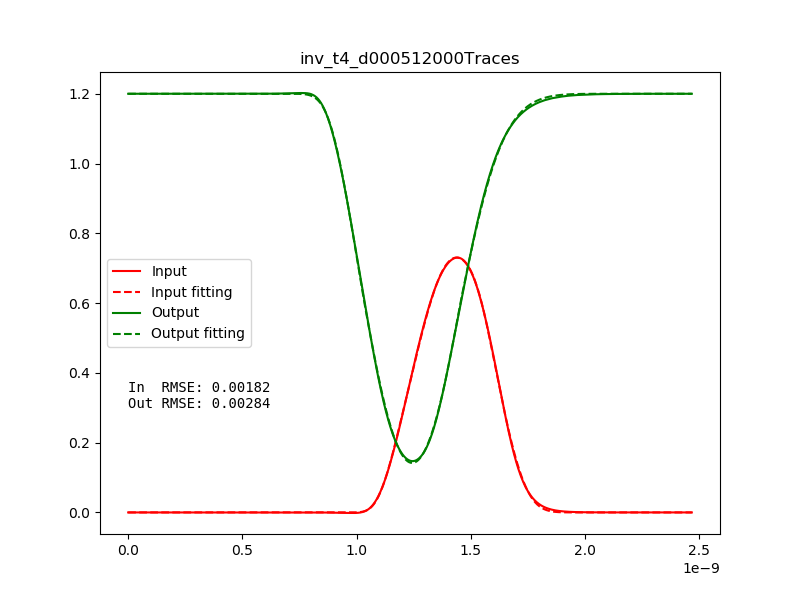 inv_t4_d000512000Traces
1.2
1.0
0.8
0.6
0.4
0.2
0.0
Input
Input fitting
Output
Output fitting
In  RMSE: 0.00182
Out RMSE: 0.00284
0.0
0.5
1.0
1.5
2.0
2.5
1e−9